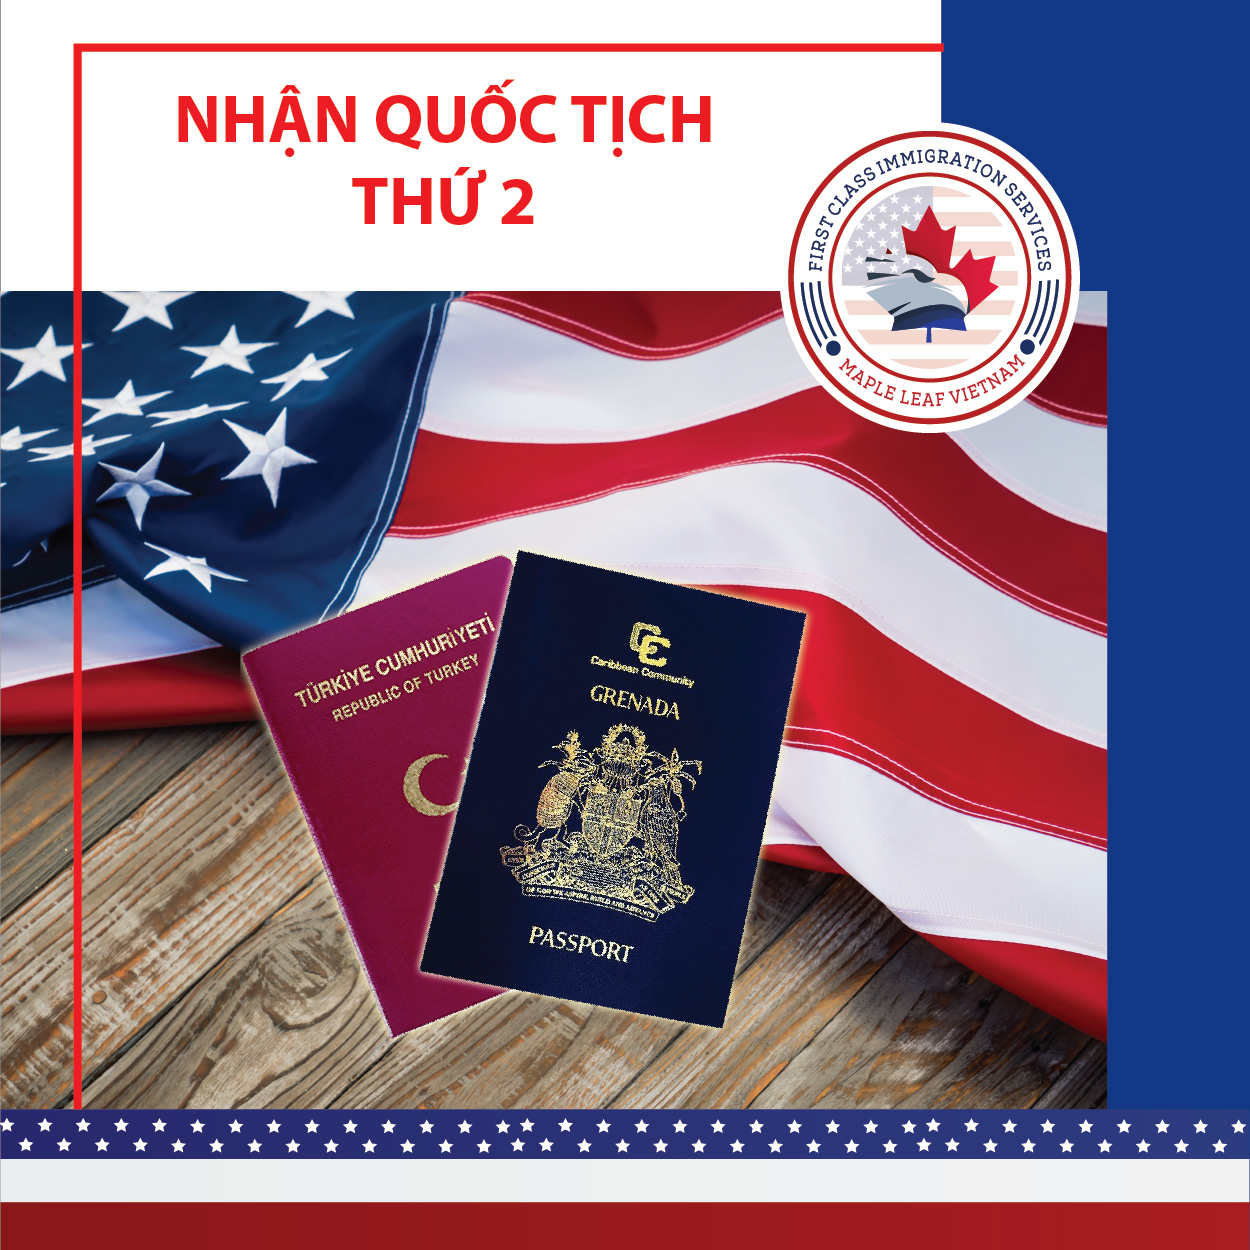 NHẬN QUỐC TỊCH
THỨ 2
FIRST CLASS IMMIGRATION SERVICES
MAPLE LEAF VIETNAM
TÜRKİYE CUMHURİYETİ
REPUBLIC OF TURKEY
Caribbean Community
GRENADA
PASSPORT